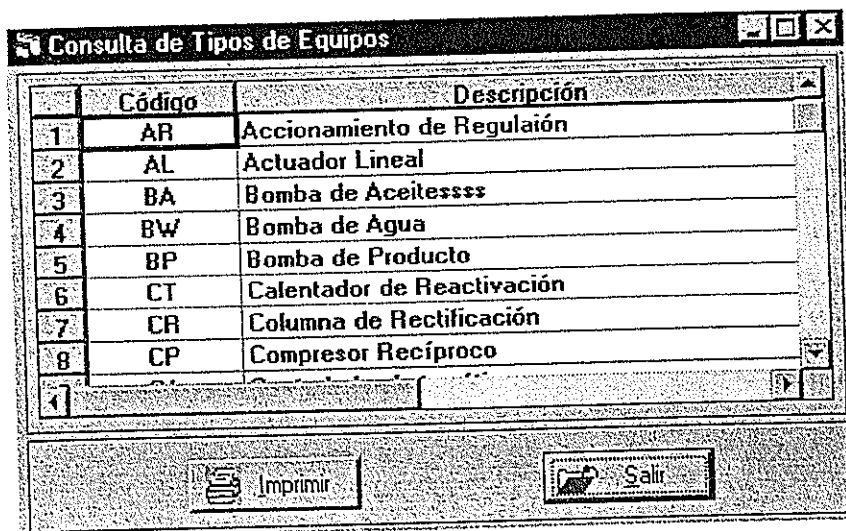 Consulta de Tipos de Equipos
Código Descripción
1 AR Accionamiento de Regulaión
2 AL Actuador Lineal
3 BA Bomba de Aceitessss
4 BW Bomba de Agua
5 BP Bomba de Producto
6 CT Calentador de Reactivación
7 CR Columna de Rectificación
8 CP Compresor Recíproco
Imprimir Salir